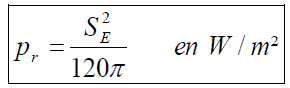 p_r = S_E^2 / 120π en W / m²